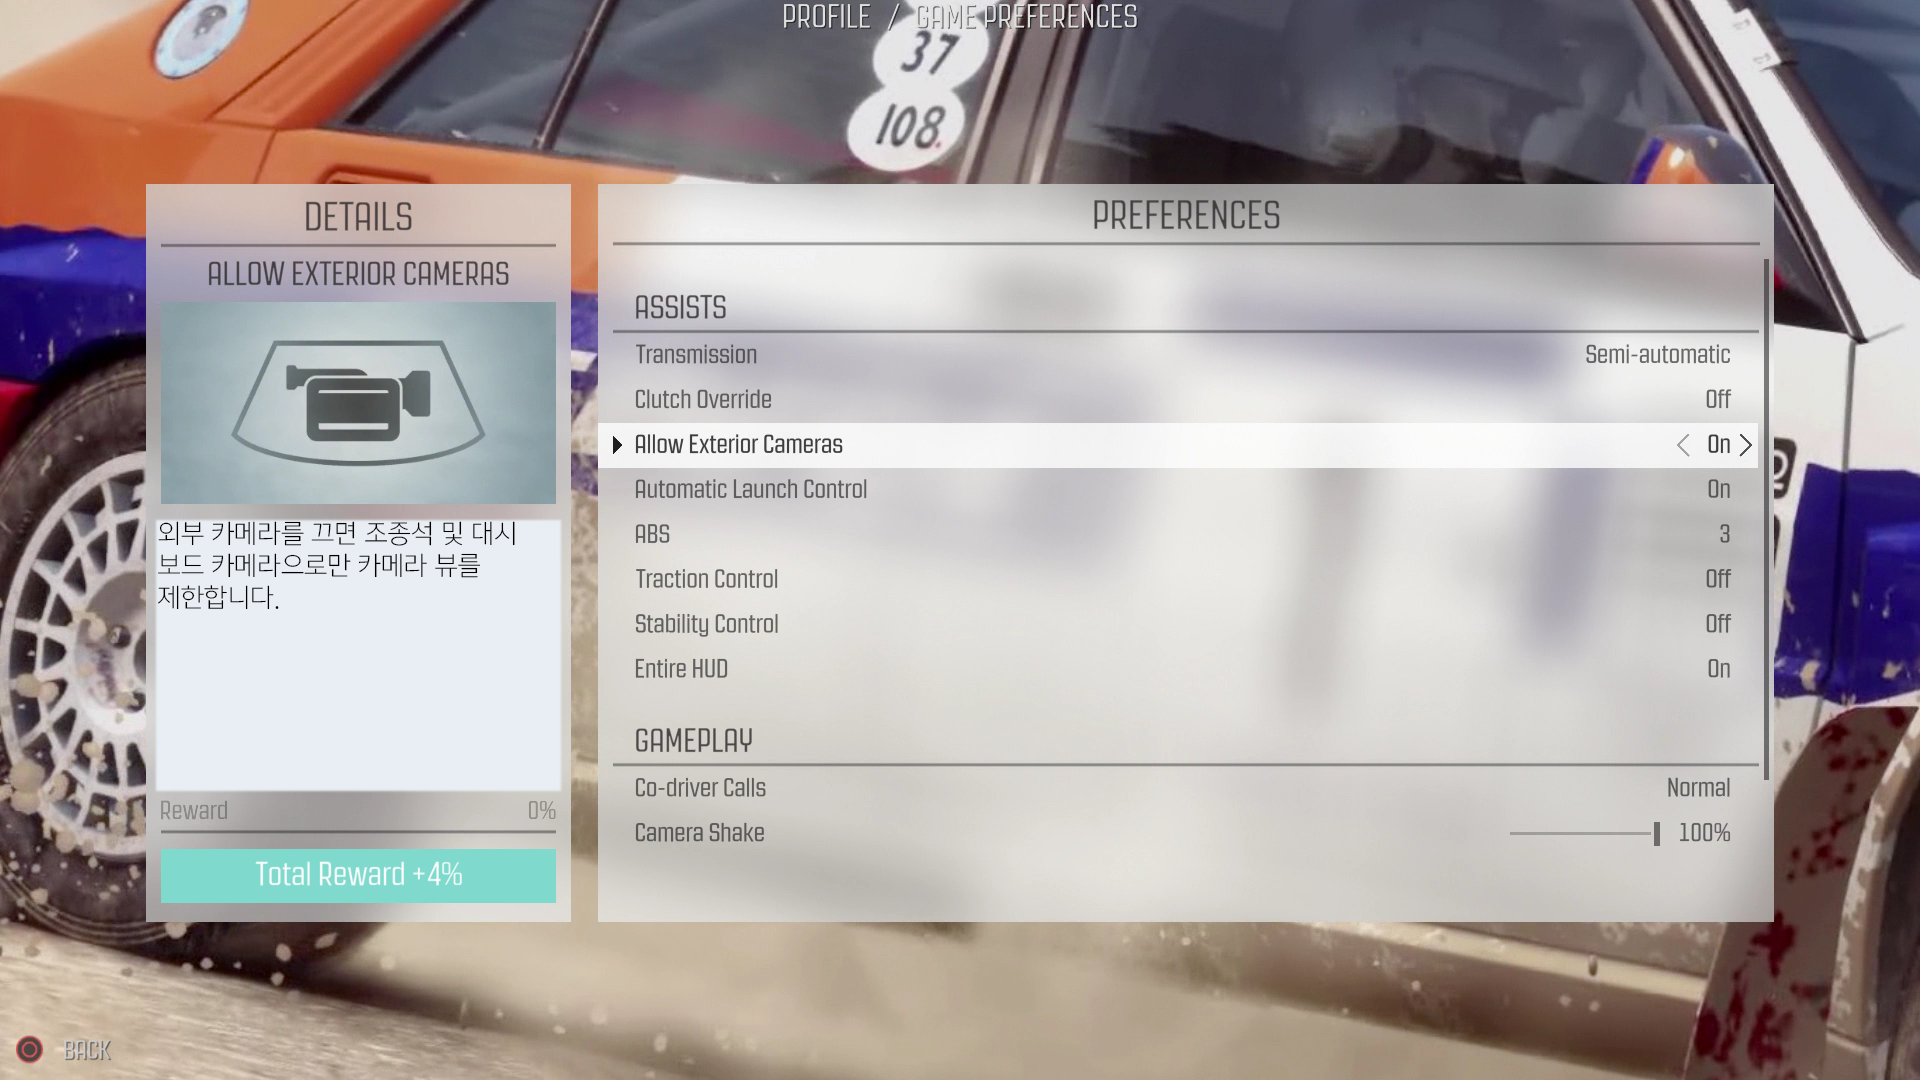 PROFILE / GAME PREFERENCES
37
108.
DETAILS
ALLOW EXTERIOR CAMERAS
외부 카메라를 끄면 조종석 및 대시
보드 카메라으로만 카메라 뷰를
제한합니다.
Reward 0%
Total Reward +4%
PREFERENCES
ASSISTS
Transmission Semi-automatic
Clutch Override Off
Allow Exterior Cameras On
Automatic Launch Control On
ABS 3
Traction Control Off
Stability Control Off
Entire HUD On
GAMEPLAY
Co-driver Calls Normal
Camera Shake 100%
BACK